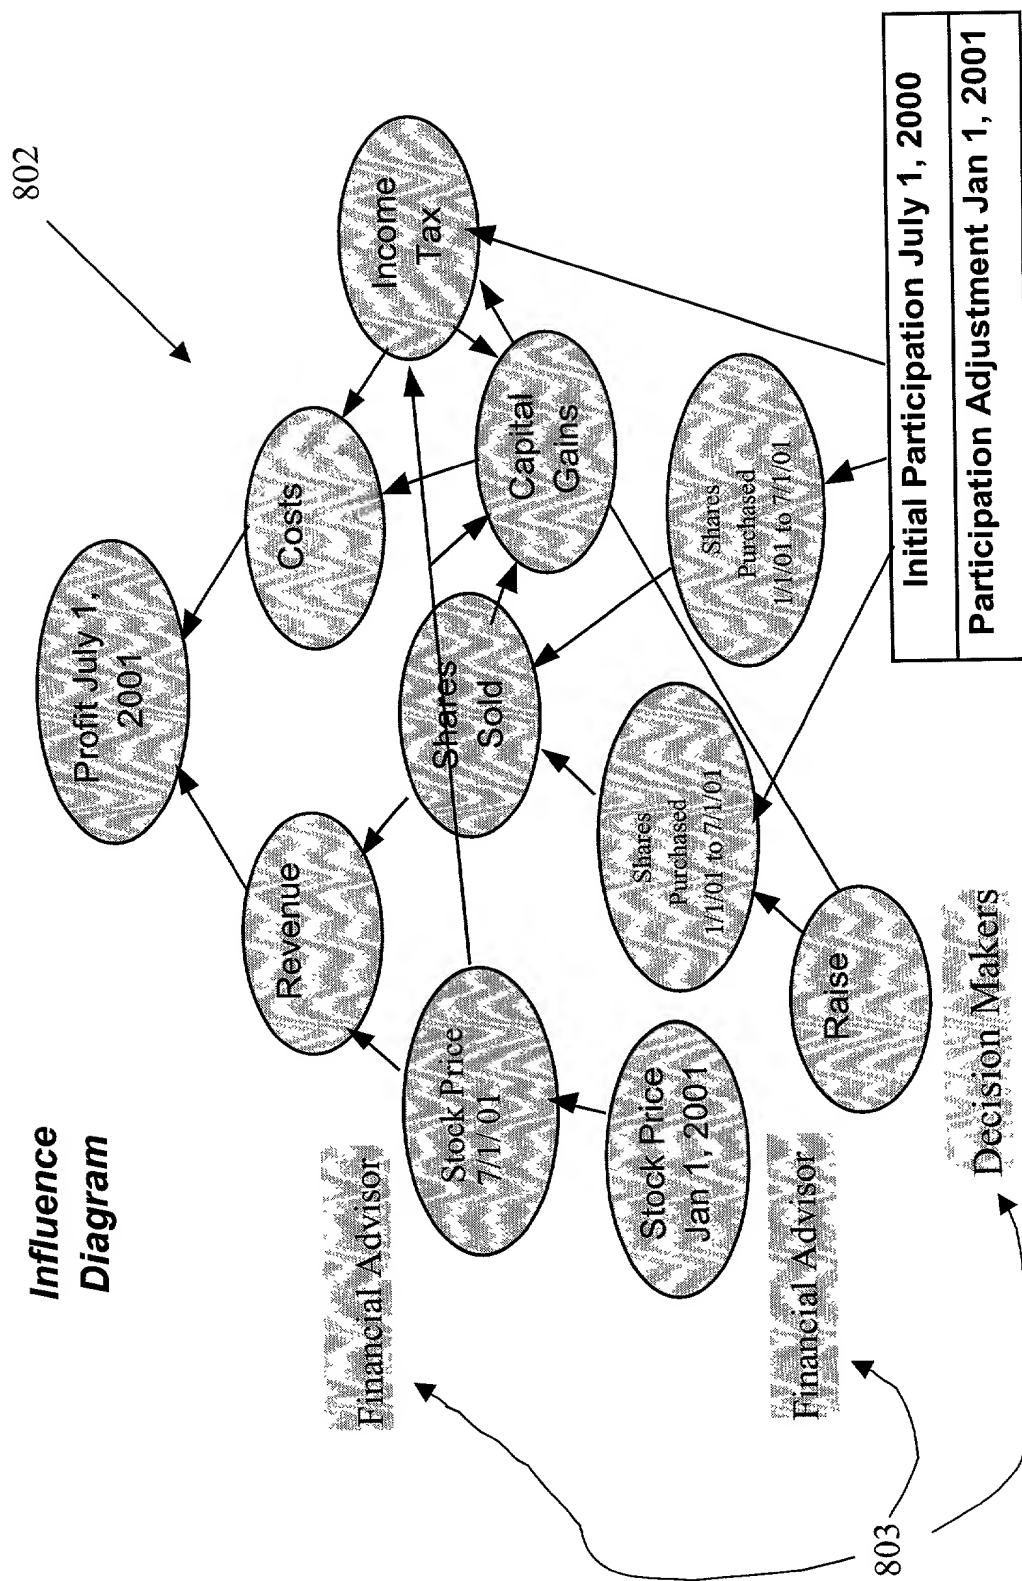 Influence
Diagram
802
Profit July 1,
2001
Revenue
Costs
Income
Tax
Financial Advisor
Stock Price
7/1/ 01
Shares
Sold
Capital
Gains
Stock Price
Jan 1, 2001
Shares
Purchased
1/1/01 to 7/1/01
Shares
Purchased
1/1/01 to 7/1/01
Financial Advisor
Raise
Decision Makers
803
Initial Participation July 1, 2000
Participation Adjustment Jan 1, 2001